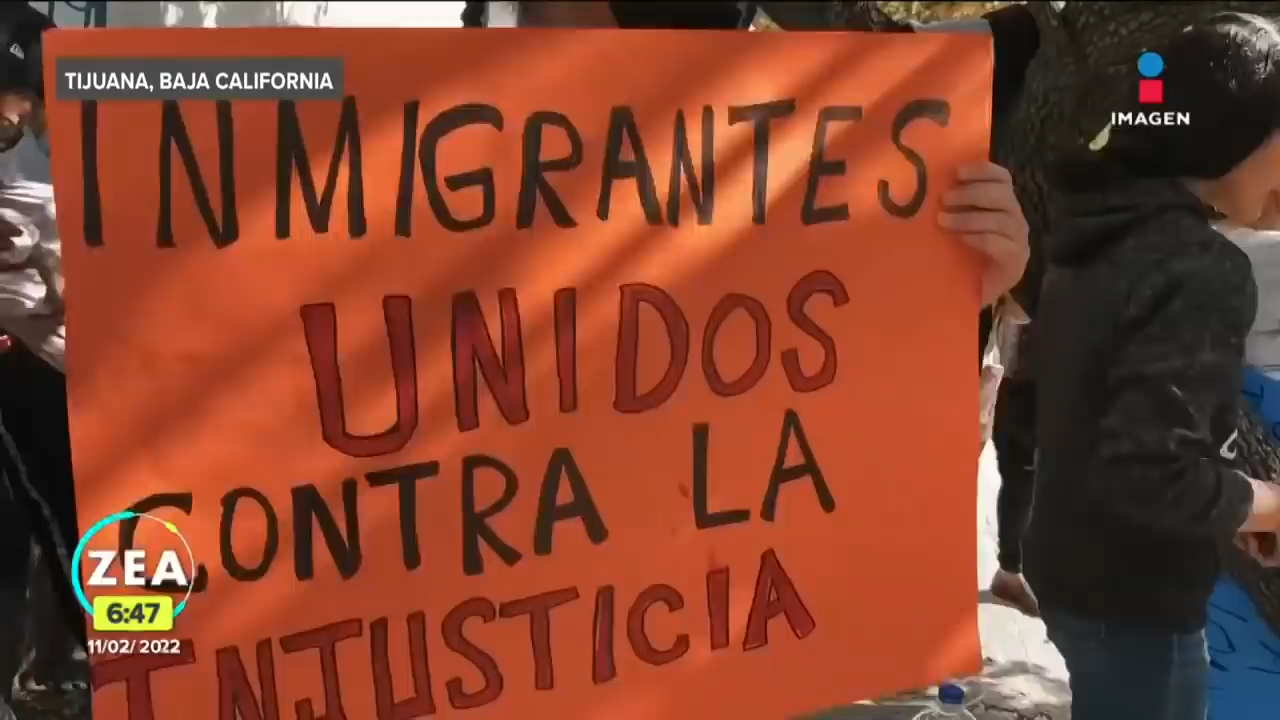 TIJUANA, BAJA CALIFORNIA
IMAGEN
INMIGRANTES
UNIDOS
CONTRA LA
INJUSTICIA
ZEA
6:47
11/02/2022